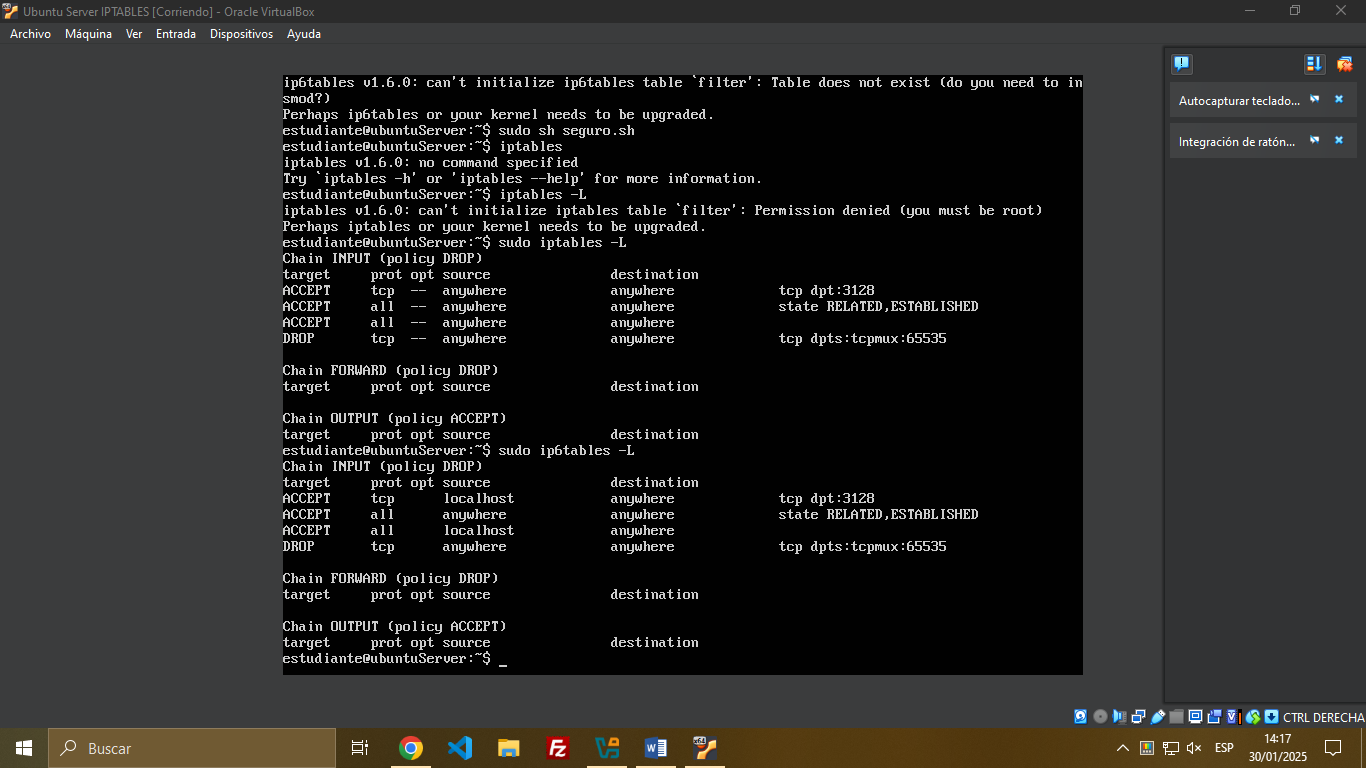 Ubuntu Server IPTABLES [Corriendo] - Oracle VirtualBox
Archivo Máquina Ver Entrada Dispositivos Ayuda
ip6tables v1.6.0: can't initialize ip6tables table `filter': Table does not exist (do you need to in
smod?)
Perhaps ip6tables or your kernel needs to be upgraded.
estudiante@ubuntuServer:~$ sudo sh seguro.sh
estudiante@ubuntuServer:~$ iptables
iptables v1.6.0: no command specified
Try `iptables -h' or 'iptables --help' for more information.
estudiante@ubuntuServer:~$ iptables -L
iptables v1.6.0: can't initialize iptables table `filter': Permission denied (you must be root)
Perhaps iptables or your kernel needs to be upgraded.
estudiante@ubuntuServer:~$ sudo iptables -L
Chain INPUT (policy DROP)
target prot opt source destination
ACCEPT tcp -- anywhere anywhere tcp dpt:3128
ACCEPT all -- anywhere anywhere state RELATED,ESTABLISHED
ACCEPT all -- anywhere anywhere
DROP tcp -- anywhere anywhere tcp dpts:tcpmux:65535
Chain FORWARD (policy DROP)
target prot opt source destination
Chain OUTPUT (policy ACCEPT)
target prot opt source destination
estudiante@ubuntuServer:~$ sudo ip6tables -L
Chain INPUT (policy DROP)
target prot opt source destination
ACCEPT tcp localhost anywhere tcp dpt:3128
ACCEPT all anywhere anywhere state RELATED,ESTABLISHED
ACCEPT all localhost anywhere
DROP tcp anywhere anywhere tcp dpts:tcpmux:65535
Chain FORWARD (policy DROP)
target prot opt source destination
Chain OUTPUT (policy ACCEPT)
target prot opt source destination
estudiante@ubuntuServer:~$ _
Autocapturar teclado...
Integración de ratón...
CTRL DERECHA
Buscar
ESP
14:17
30/01/2025